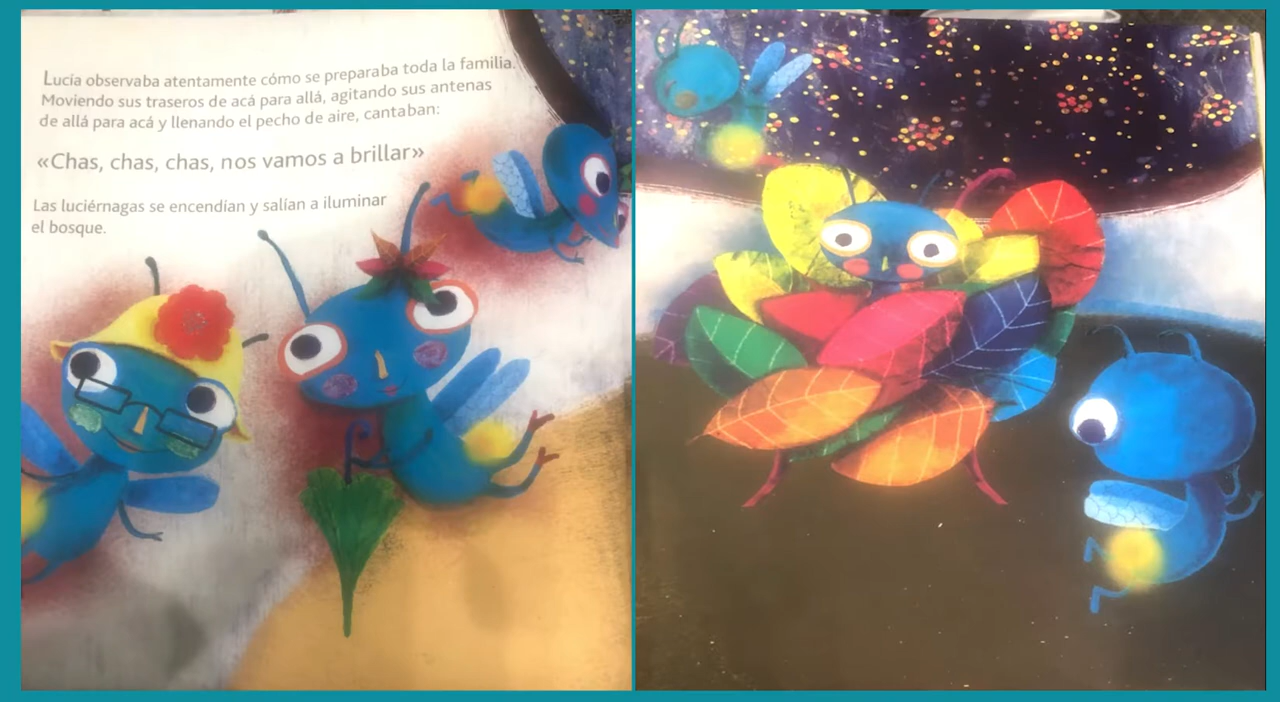 Lucía observaba atentamente cómo se preparaba toda la familia.
Moviendo sus traseros de acá para allá, agitando sus antenas
de allá para acá y llenando el pecho de aire, cantaban:
«Chas, chas, chas, nos vamos a brillar»
Las luciérnagas se encendían y salían a iluminar
el bosque.